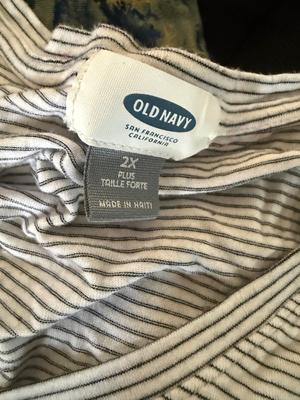 OLD NAVY
SAN FRANCISCO
CALIFORNIA
2X
PLUS
TAILLE FORTE
MADE IN HAITI